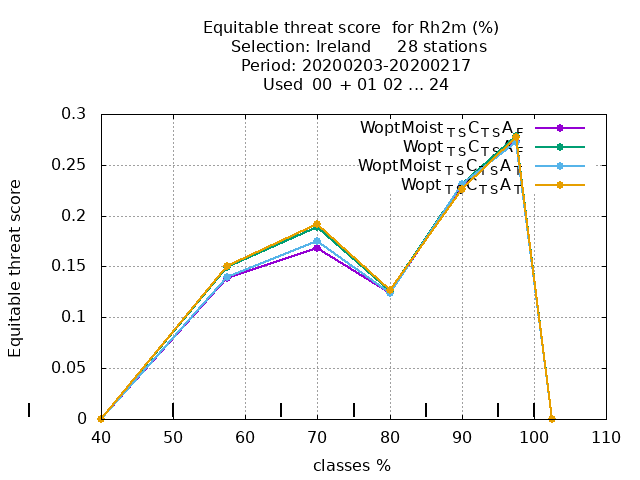 Equitable threat score for Rh2m (%)
Selection: Ireland 28 stations
Period: 20200203-20200217
Used 00 + 01 02 ... 24
WoptMoist TS C TS A F
Wopt TS C TS A F
WoptMoist TS C TS A T
Wopt TS C TS A T
Equitable threat score
0.3
0.25
0.2
0.15
0.1
0.05
0
40 50 60 70 80 90 100 110
classes %